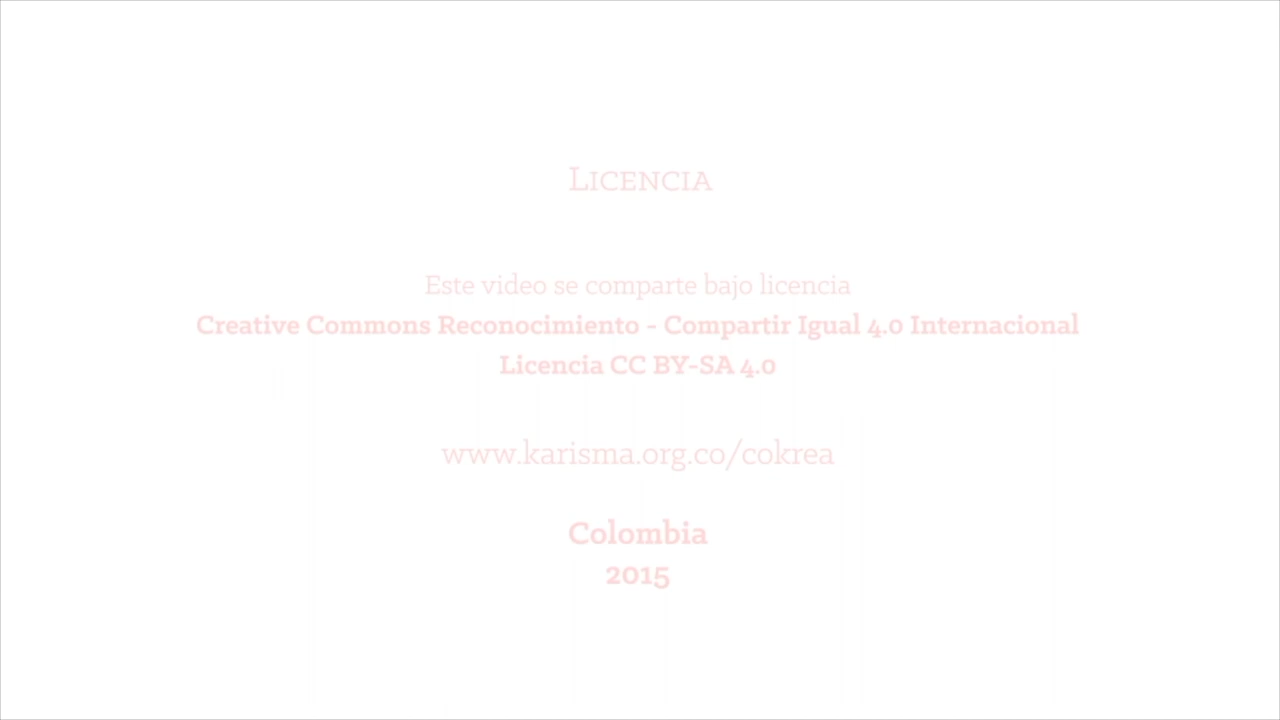 Licencia
Este video se comparte bajo licencia
Creative Commons Reconocimiento - Compartir Igual 4.0 Internacional
Licencia CC BY-SA 4.0
www.karisma.org.co/cokrea
Colombia
2015